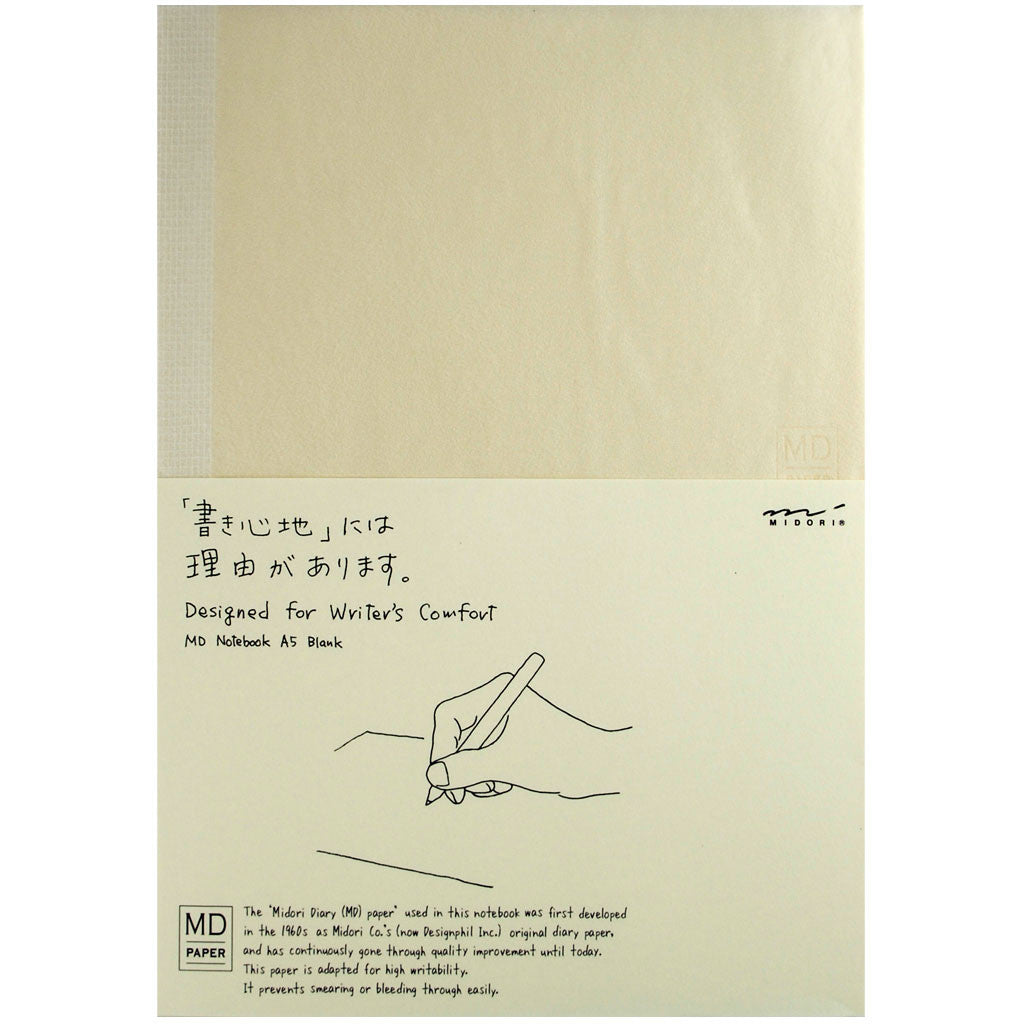 MD
「書き心地」には
MIDORI®
理由があります。
Designed for Writer's Comfort
MD Notebook A5 Blank
MD
PAPER
The "Midori Diary (MD) paper" used in this notebook was first developed
in the 1960s as Midori Co.'s (now Designphil Inc.) original diary paper,
and has continuously gone through quality improvement until today.
This paper is adapted for high writability.
It prevents smearing or bleeding through easily.